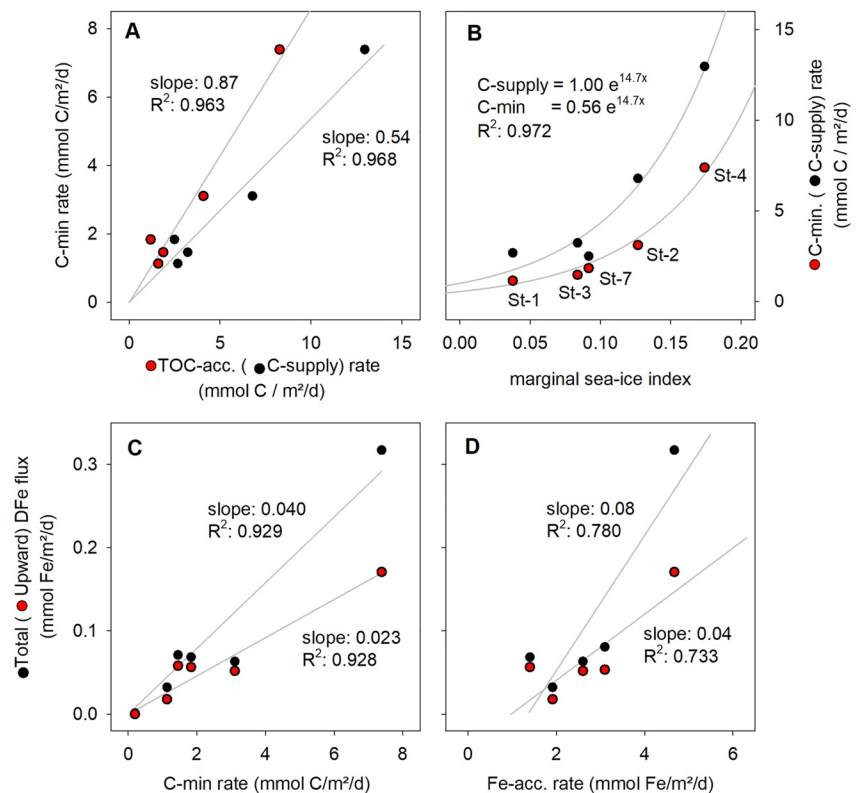 A
8
6
4
2
0
C-min rate (mmol C/m²/d)
slope: 0.87
R²: 0.963
slope: 0.54
R²: 0.968
0 5 10 15
TOC-acc. ( C-supply) rate
(mmol C / m²/d)
B
C-supply = 1.00 e^14.7x
C-min = 0.56 e^14.7x
R²: 0.972
St-1
St-3
St-7
St-2
St-4
15
10
5
0
C-min. ( C-supply) rate
(mmol C / m²/d)
0.00 0.05 0.10 0.15 0.20
marginal sea-ice index
C
0.3
0.2
0.1
0.0
Total ( Upward) DFe flux
(mmol Fe/m²/d)
slope: 0.040
R²: 0.929
slope: 0.023
R²: 0.928
0 2 4 6 8
C-min rate (mmol C/m²/d)
D
slope: 0.08
R²: 0.780
slope: 0.04
R²: 0.733
0 2 4 6
Fe-acc. rate (mmol Fe/m²/d)